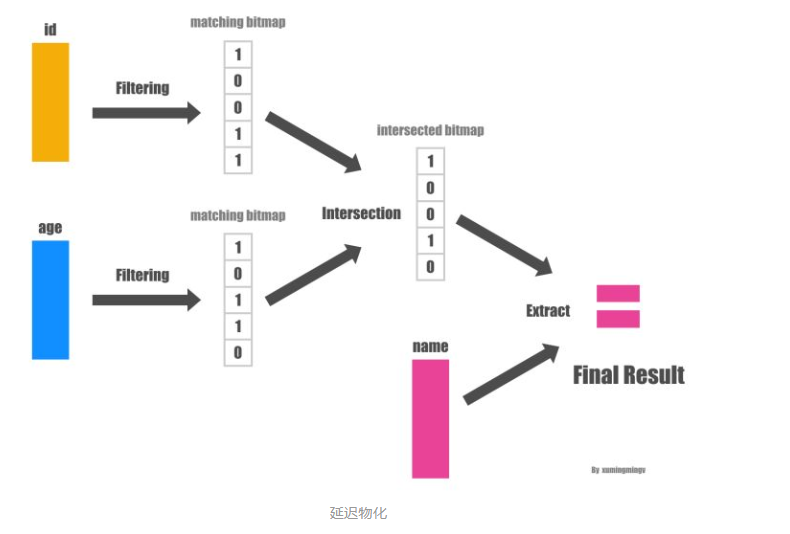 id
matching bitmap
1
0
0
1
1
Filtering
age
matching bitmap
1
0
1
1
0
Filtering
Intersection
intersected bitmap
1
0
0
1
0
name
Extract
Final Result
By xumingmingv
延迟物化